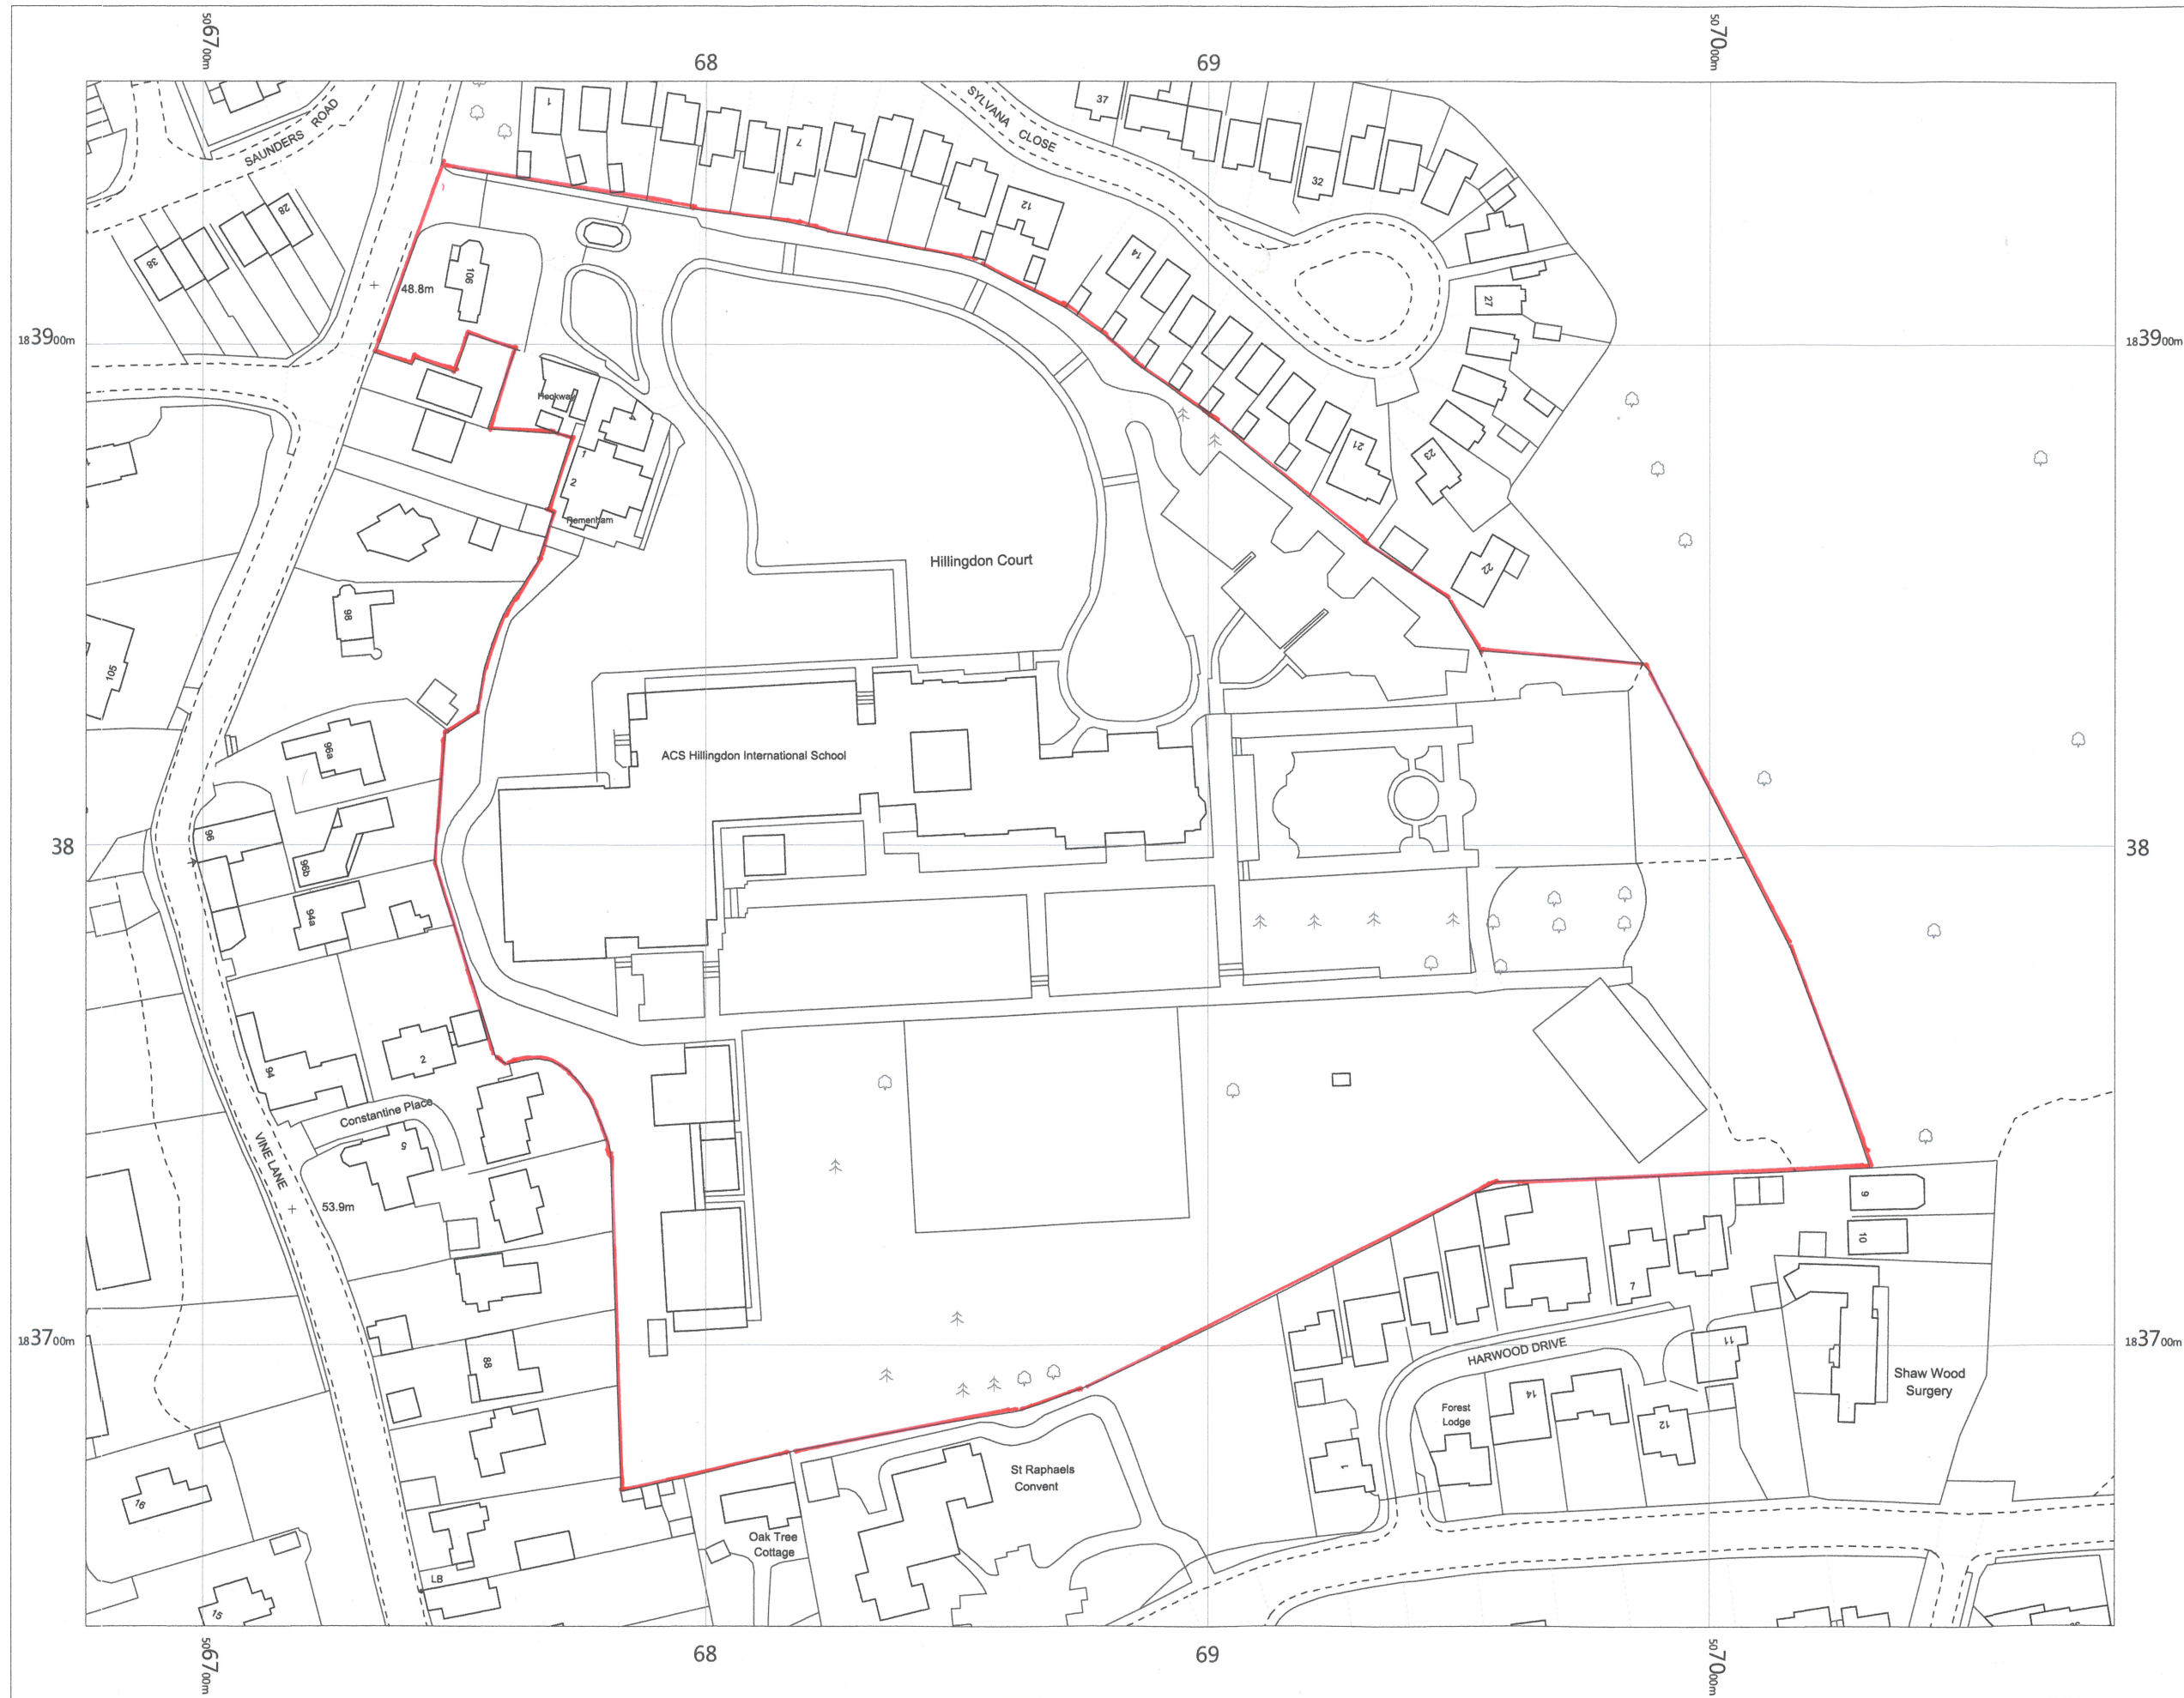 5067 00m
68
69
5070 00m
SAUNDERS ROAD
SYLVANA CLOSE
1
7
37
32
12
28
38
14
106
27
48.8m
1839 00m
1839 00m
Heckway
4
1
21
23
2
Remenham
22
Hillingdon Court
98
105
ACS Hillingdon International School
96a
96
38
38
96b
94a
2
94
Constantine Place
5
VINE LANE
53.9m
9
10
7
1837 00m
1837 00m
HARWOOD DRIVE
11
88
Shaw Wood
Surgery
14
Forest
Lodge
12
1
St Raphaels
Convent
16
Oak Tree
Cottage
LB
15
5067 00m
68
69
5070 00m